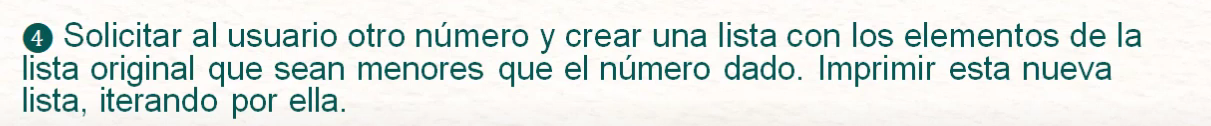 ❹ Solicitar al usuario otro número y crear una lista con los elementos de la
lista original que sean menores que el número dado. Imprimir esta nueva
lista, iterando por ella.